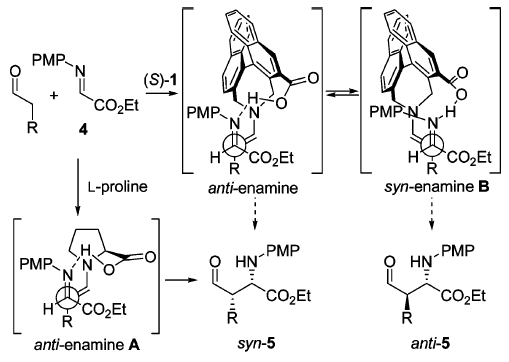 O
R
+
PMP
N
CO₂Et
4
(S)-1
PMP
N
H
N
O
O
H
CO₂Et
R
anti-enamine
N
O
O
H
PMP
N
H
CO₂Et
R
syn-enamine B
L-proline
PMP
N
H
N
O
O
H
CO₂Et
R
anti-enamine A
O
HN
PMP
CO₂Et
R
syn-5
O
HN
PMP
CO₂Et
R
anti-5